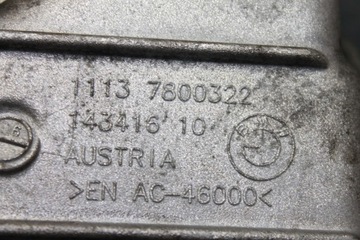 1113 7800322
143416 10
AUSTRIA
>EN AC-46000<